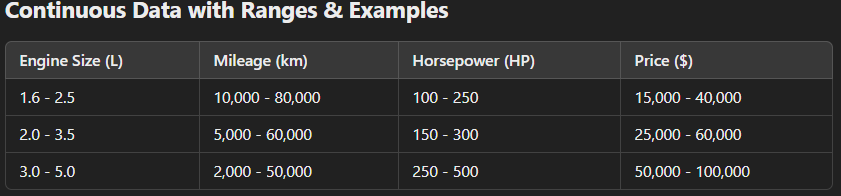 Continuous Data with Ranges & Examples
Engine Size (L) Mileage (km) Horsepower (HP) Price ($)
1.6 - 2.5 10,000 - 80,000 100 - 250 15,000 - 40,000
2.0 - 3.5 5,000 - 60,000 150 - 300 25,000 - 60,000
3.0 - 5.0 2,000 - 50,000 250 - 500 50,000 - 100,000